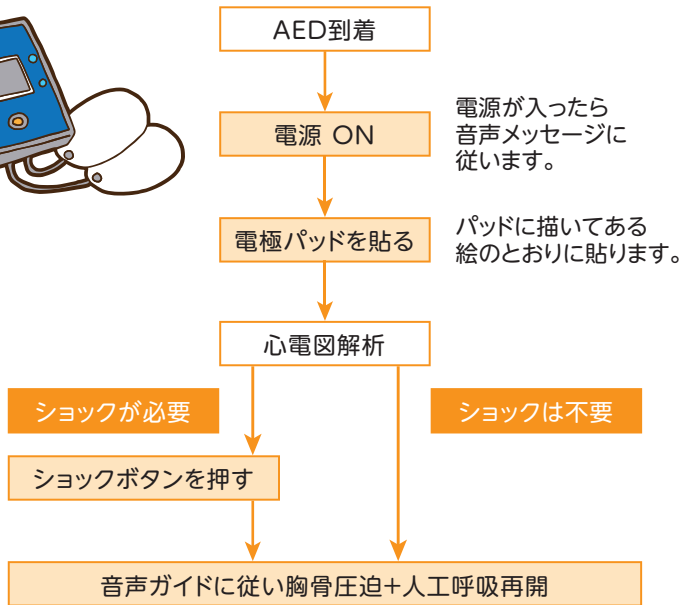 AED到着
電源 ON
電源が入ったら
音声メッセージに
従います。
電極パッドを貼る
パッドに描いてある
絵のとおりに貼ります。
心電図解析
ショックが必要
ショックは不要
ショックボタンを押す
音声ガイドに従い胸骨圧迫+人工呼吸再開